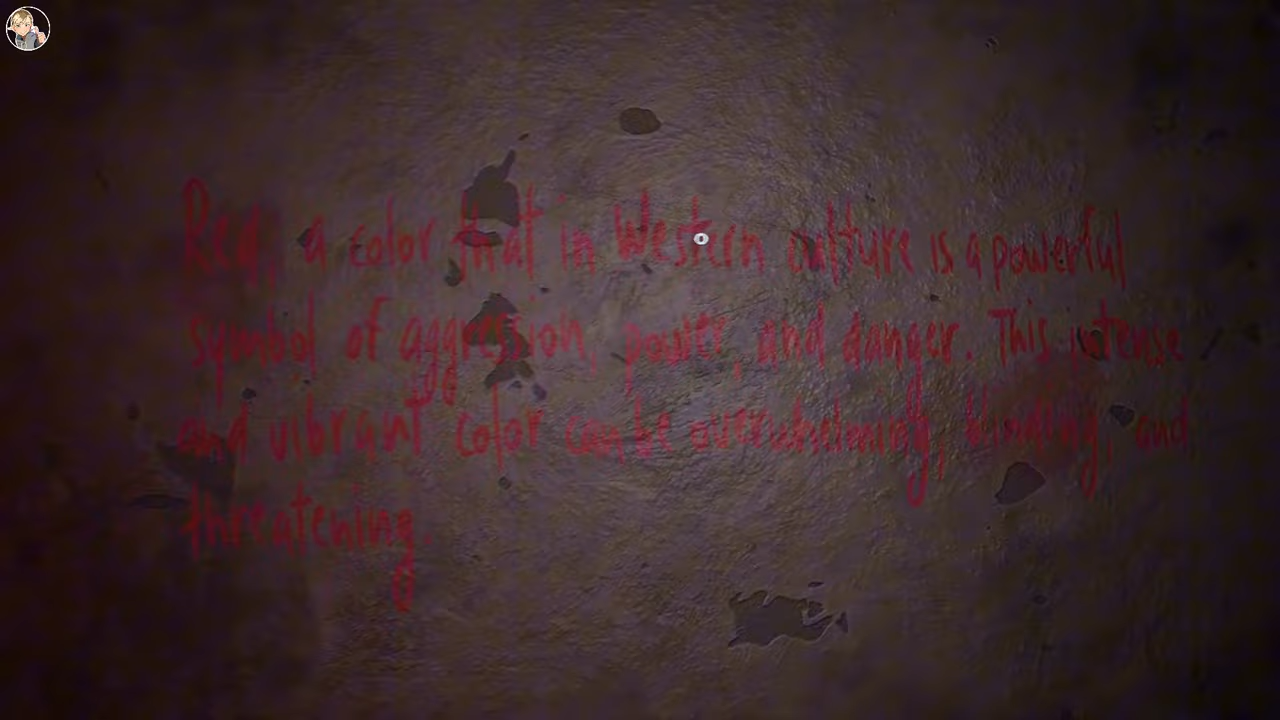 Red, a color that in Western culture is a powerful
symbol of aggression, power, and danger. This intense
and vibrant color can be overwhelming, blinding, and
threatening.